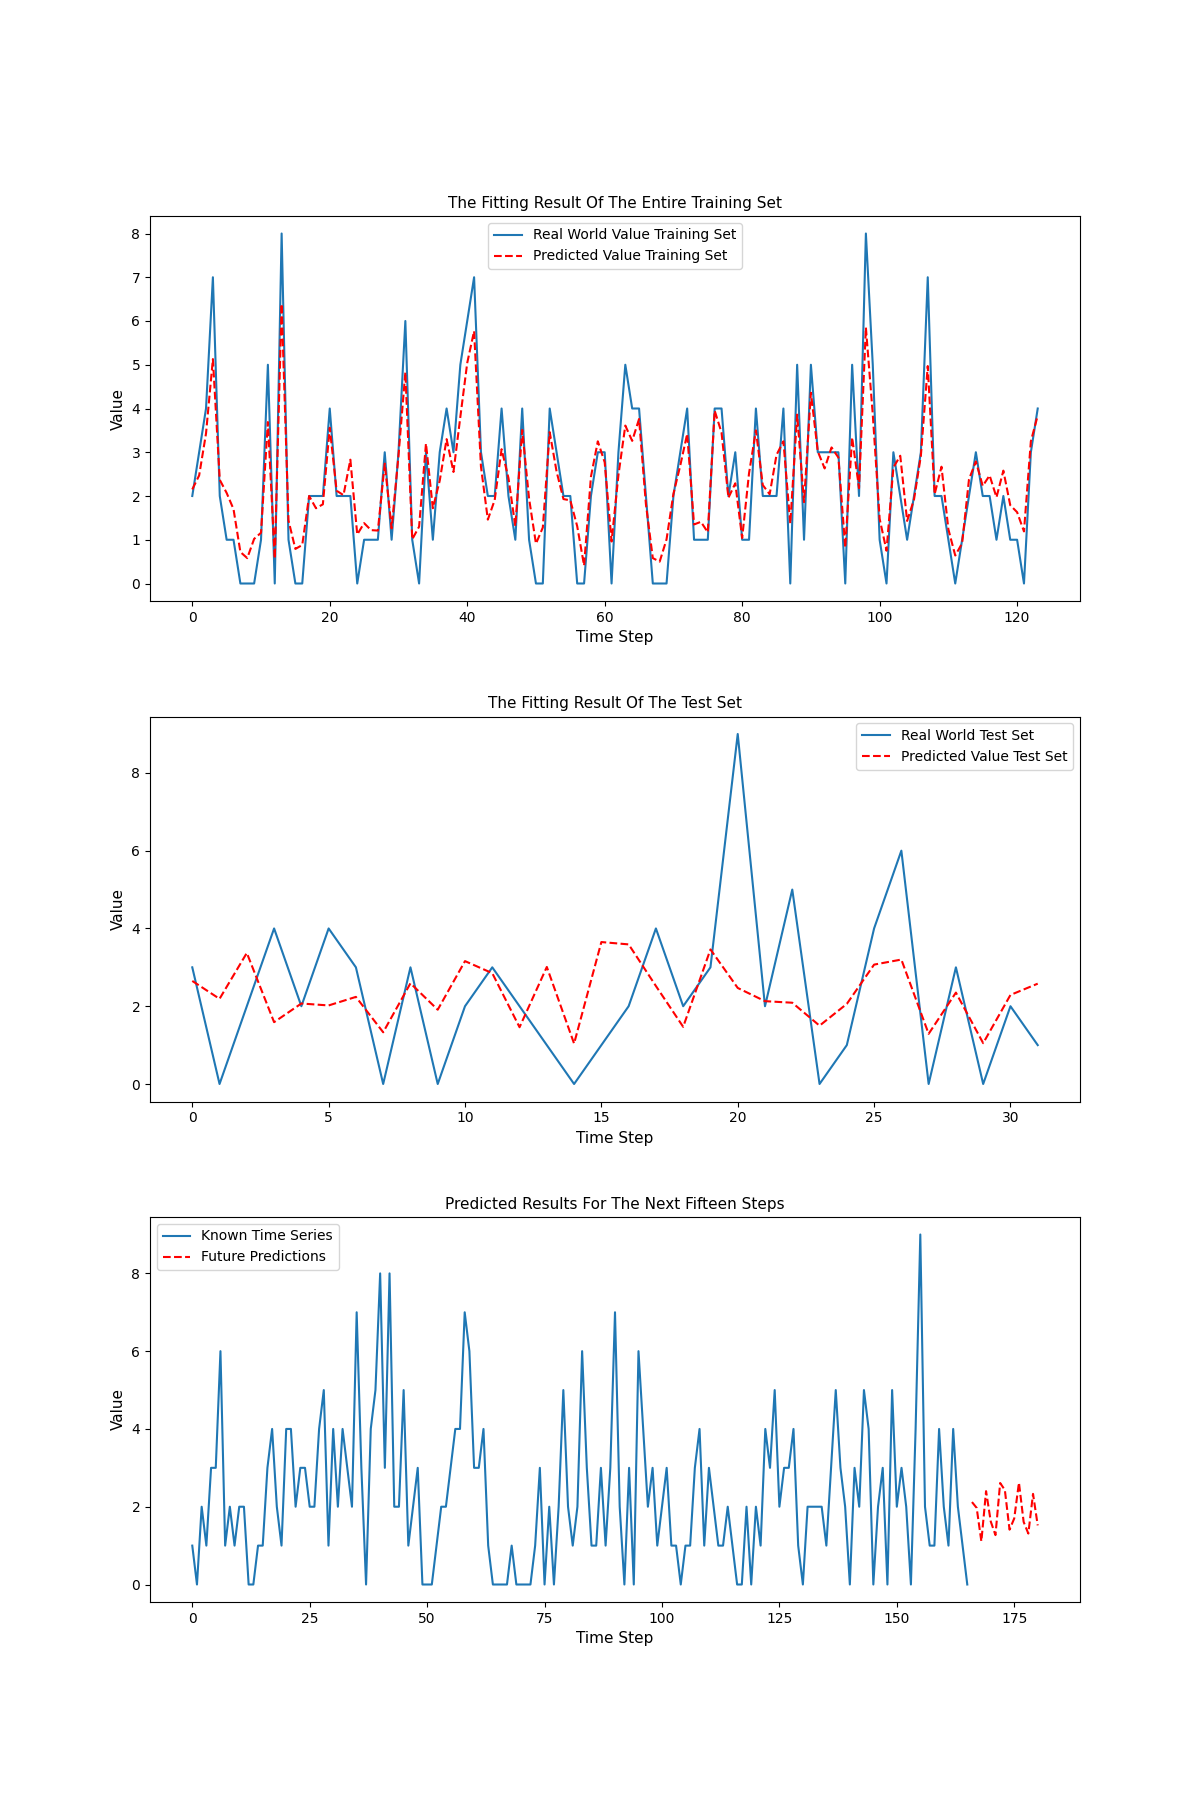 The Fitting Result Of The Entire Training Set
Real World Value Training Set
Predicted Value Training Set
Value
8
7
6
5
4
3
2
1
0
0 20 40 60 80 100 120
Time Step
The Fitting Result Of The Test Set
Real World Test Set
Predicted Value Test Set
Value
8
6
4
2
0
0 5 10 15 20 25 30
Time Step
Predicted Results For The Next Fifteen Steps
Known Time Series
Future Predictions
Value
8
6
4
2
0
0 25 50 75 100 125 150 175
Time Step